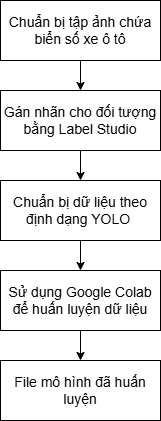 Chuẩn bị tập ảnh chứa
biển số xe ô tô
Gán nhãn cho đối tượng
bằng Label Studio
Chuẩn bị dữ liệu theo
định dạng YOLO
Sử dụng Google Colab
để huấn luyện dữ liệu
File mô hình đã huấn
luyện